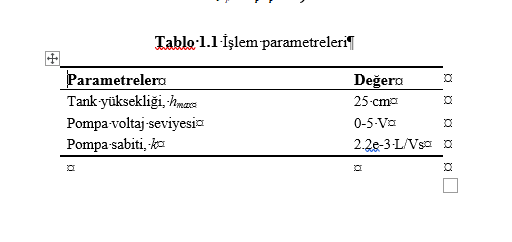 Tablo 1.1 İşlem parametreleri
Parametreler Değer
Tank yüksekliği, hmax 25 cm
Pompa voltaj seviyesi 0-5 V
Pompa sabiti, k 2.2e-3 L/Vs